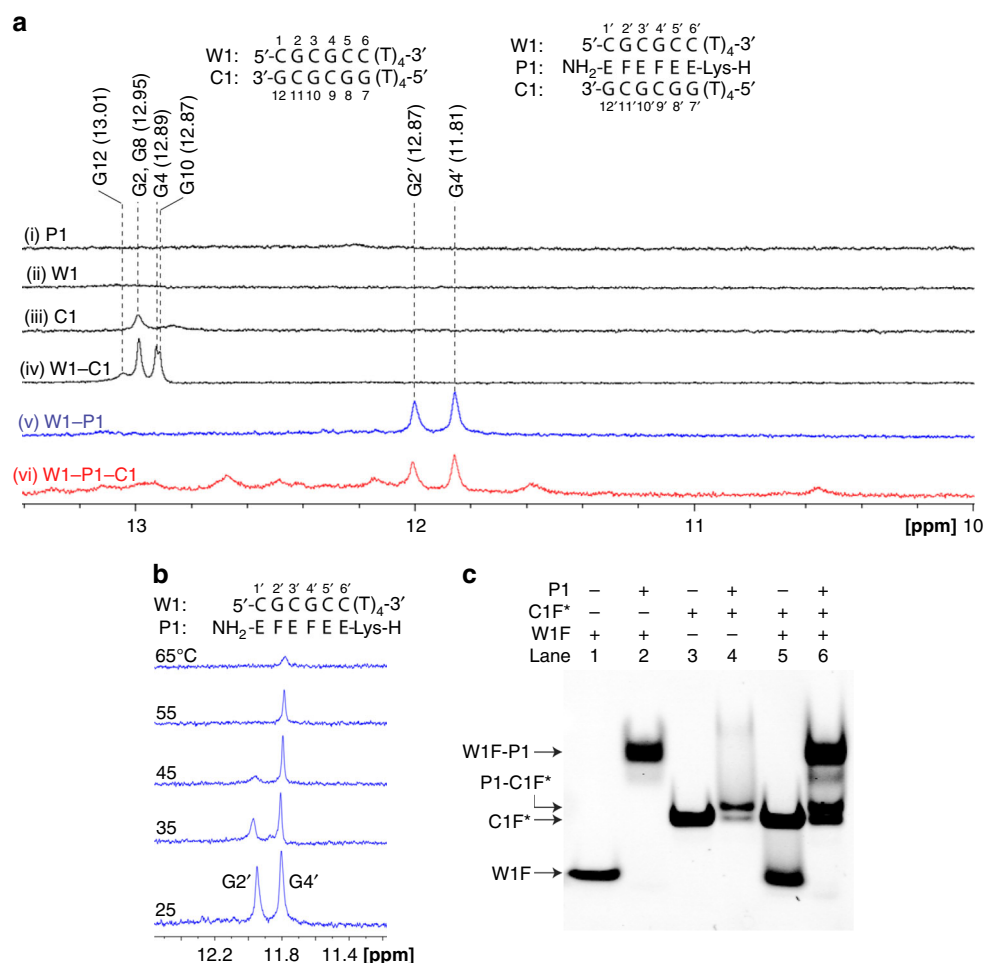 a
1 2 3 4 5 6
W1: 5′-C G C G C C (T)4-3′
C1: 3′-G C G C G G (T)4-5′
12 11 10 9 8 7
1′ 2′ 3′ 4′ 5′ 6′
W1: 5′-C G C G C C (T)4-3′
P1: NH2-E F E F E E-Lys-H
C1: 3′-G C G C G G (T)4-5′
12′ 11′ 10′ 9′ 8′ 7′
G12 (13.01)
G2, G8 (12.95)
G4 (12.89)
G10 (12.87)
G2′ (12.87)
G4′ (11.81)
(i) P1
(ii) W1
(iii) C1
(iv) W1–C1
(v) W1–P1
(vi) W1–P1–C1
13 12 11 [ppm] 10
b
1′ 2′ 3′ 4′ 5′ 6′
W1: 5′-C G C G C C (T)4-3′
P1: NH2-E F E F E E-Lys-H
65°C
55
45
35
G2′ G4′
25
12.2 11.8 11.4 [ppm]
c
P1 – + – + – +
C1F* – – + + + +
W1F + + – – + +
Lane 1 2 3 4 5 6
W1F-P1
P1-C1F*
C1F*
W1F